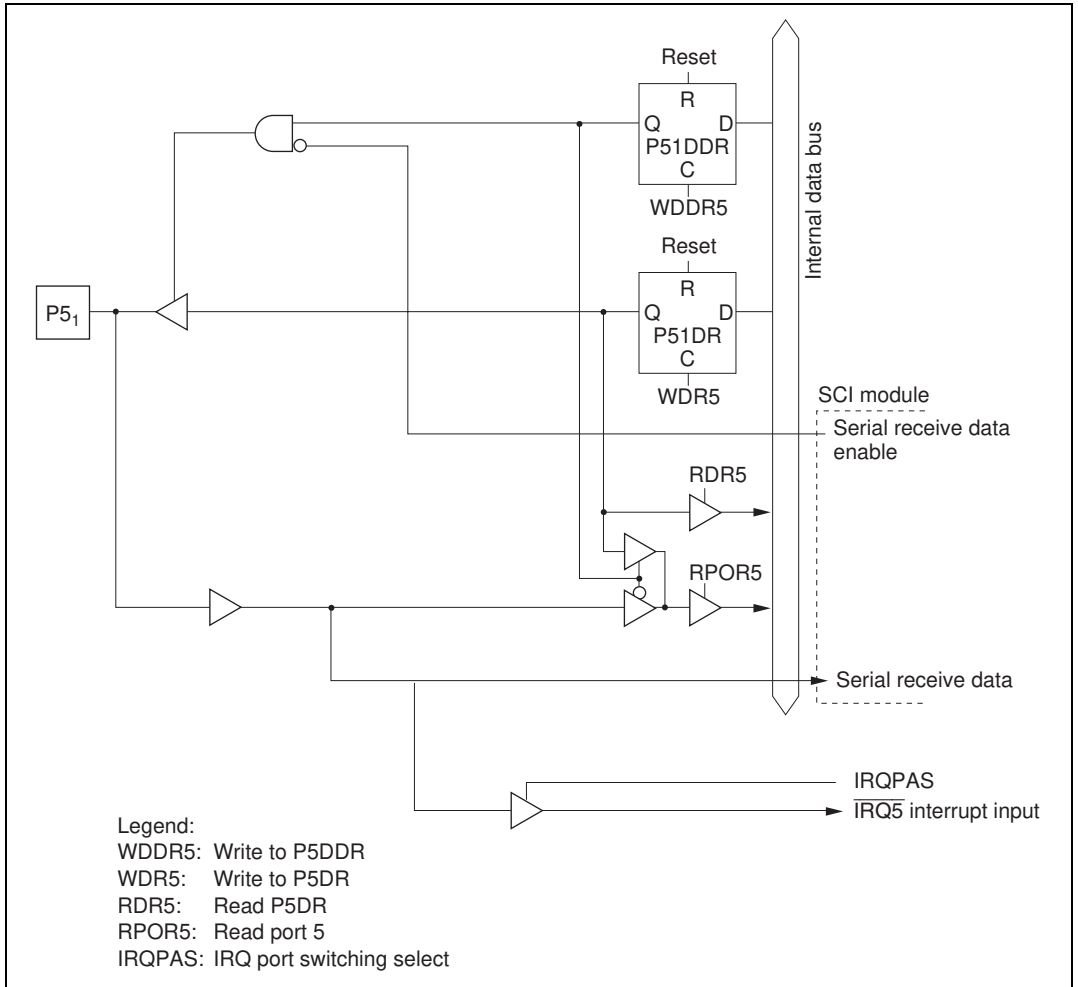 Reset
R
Q D
P51DDR
C
WDDR5
Internal data bus
Reset
R
P5₁
Q D
P51DR
C
WDR5
SCI module
Serial receive data
enable
RDR5
RPOR5
Serial receive data
IRQPAS
I̅R̅Q̅5̅ interrupt input
Legend:
WDDR5: Write to P5DDR
WDR5: Write to P5DR
RDR5: Read P5DR
RPOR5: Read port 5
IRQPAS: IRQ port switching select